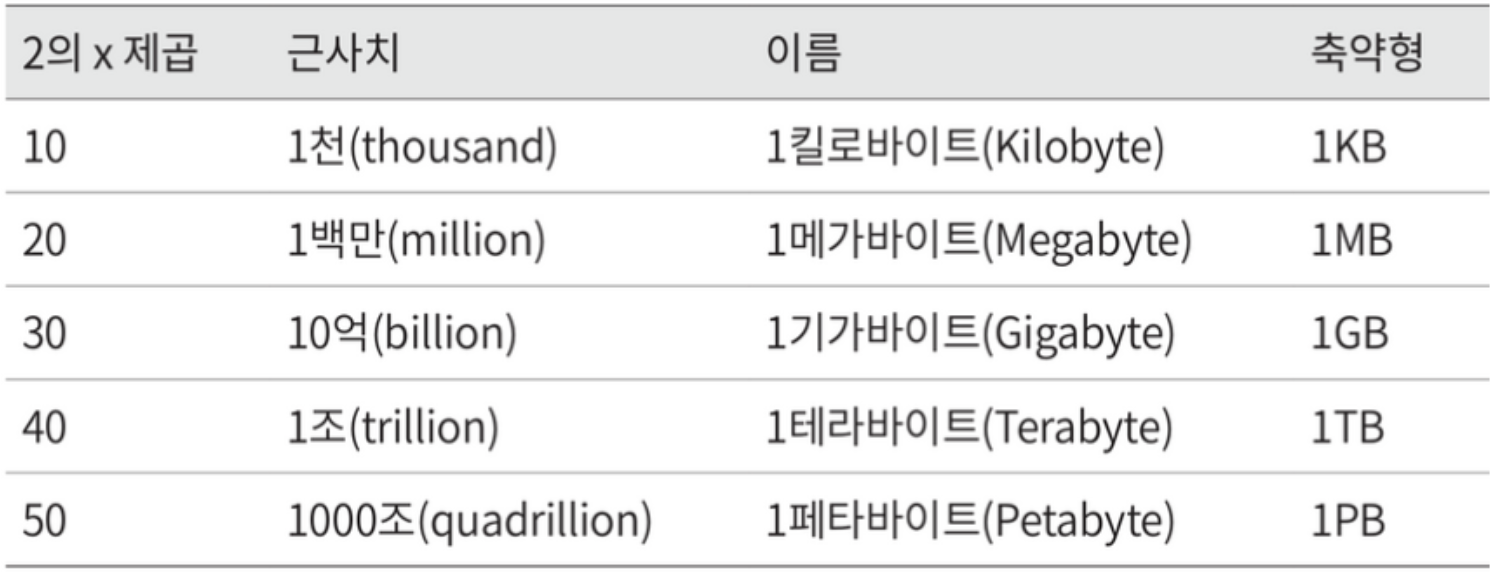 2의 x 제곱 근사치 이름 축약형
10 1천(thousand) 1킬로바이트(Kilobyte) 1KB
20 1백만(million) 1메가바이트(Megabyte) 1MB
30 10억(billion) 1기가바이트(Gigabyte) 1GB
40 1조(trillion) 1테라바이트(Terabyte) 1TB
50 1000조(quadrillion) 1페타바이트(Petabyte) 1PB